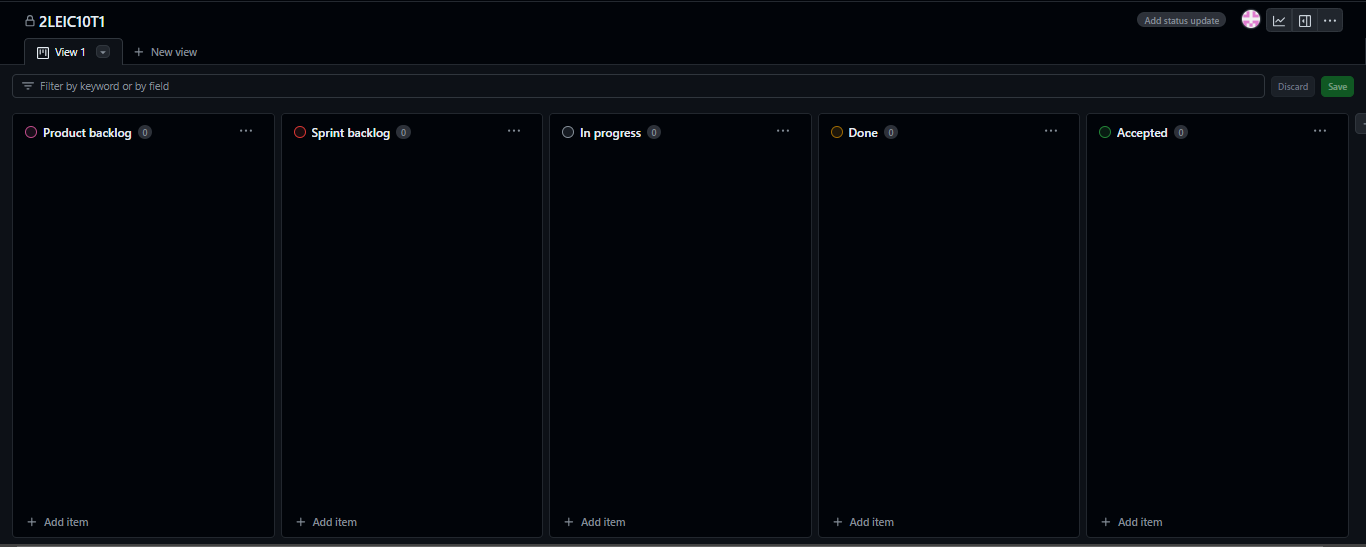 2LEIC10T1
Add status update
View 1
New view
Filter by keyword or by field
Discard
Save
Product backlog 0
Sprint backlog 0
In progress 0
Done 0
Accepted 0
Add item
Add item
Add item
Add item
Add item